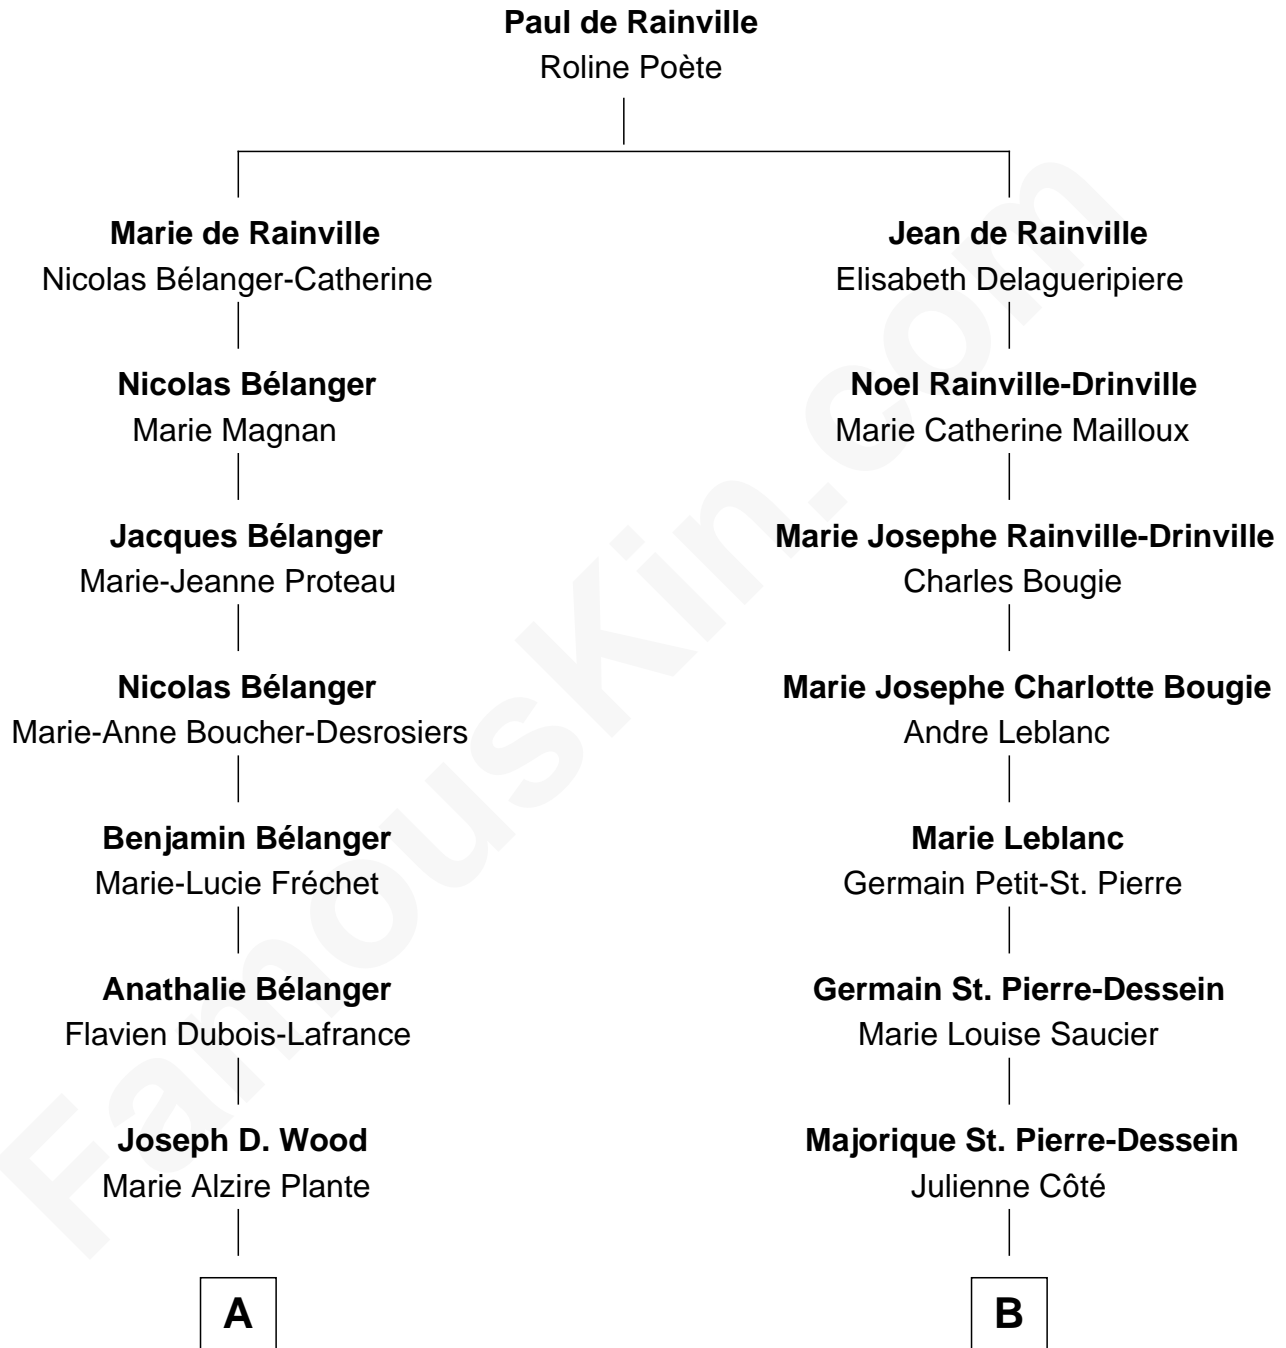 Paul de Rainville
Roline Poète
Marie de Rainville
Nicolas Bélanger-Catherine
Nicolas Bélanger
Marie Magnan
Jacques Bélanger
Marie-Jeanne Proteau
Nicolas Bélanger
Marie-Anne Boucher-Desrosiers
Benjamin Bélanger
Marie-Lucie Fréchet
Anathalie Bélanger
Flavien Dubois-Lafrance
Joseph D. Wood
Marie Alzire Plante
A
Jean de Rainville
Elisabeth Delagueripiere
Noel Rainville-Drinville
Marie Catherine Mailloux
Marie Josephe Rainville-Drinville
Charles Bougie
Marie Josephe Charlotte Bougie
Andre Leblanc
Marie Leblanc
Germain Petit-St. Pierre
Germain St. Pierre-Dessein
Marie Louise Saucier
Majorique St. Pierre-Dessein
Julienne Côté
B
FamousKin.com